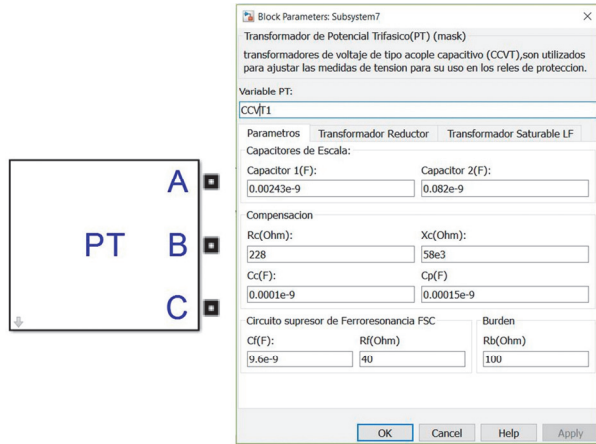 Block Parameters: Subsystem7
Transformador de Potencial Trifasico(PT) (mask)
transformadores de voltaje de tipo acople capacitivo (CCVT),son utilizados
para ajustar las medidas de tension para su uso en los reles de proteccion.
Variable PT:
CCVT1
Parametros Transformador Reductor Transformador Saturable LF
Capacitores de Escala:
Capacitor 1(F): Capacitor 2(F):
0.00243e-9 0.082e-9
Compensacion
Rc(Ohm): Xc(Ohm):
228 58e3
Cc(F): Cp(F)
0.0001e-9 0.00015e-9
Circuito supresor de Ferroresonancia FSC Burden
Cf(F): Rf(Ohm) Rb(Ohm)
9.6e-9 40 100
OK Cancel Help Apply
PT
A
B
C